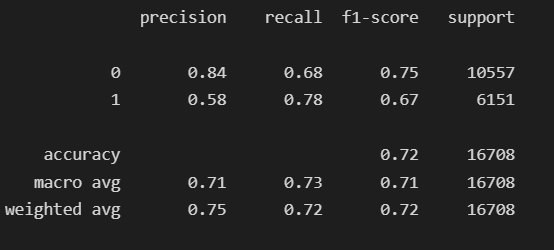 precision recall f1-score support
0 0.84 0.68 0.75 10557
1 0.58 0.78 0.67 6151
accuracy 0.72 16708
macro avg 0.71 0.73 0.71 16708
weighted avg 0.75 0.72 0.72 16708